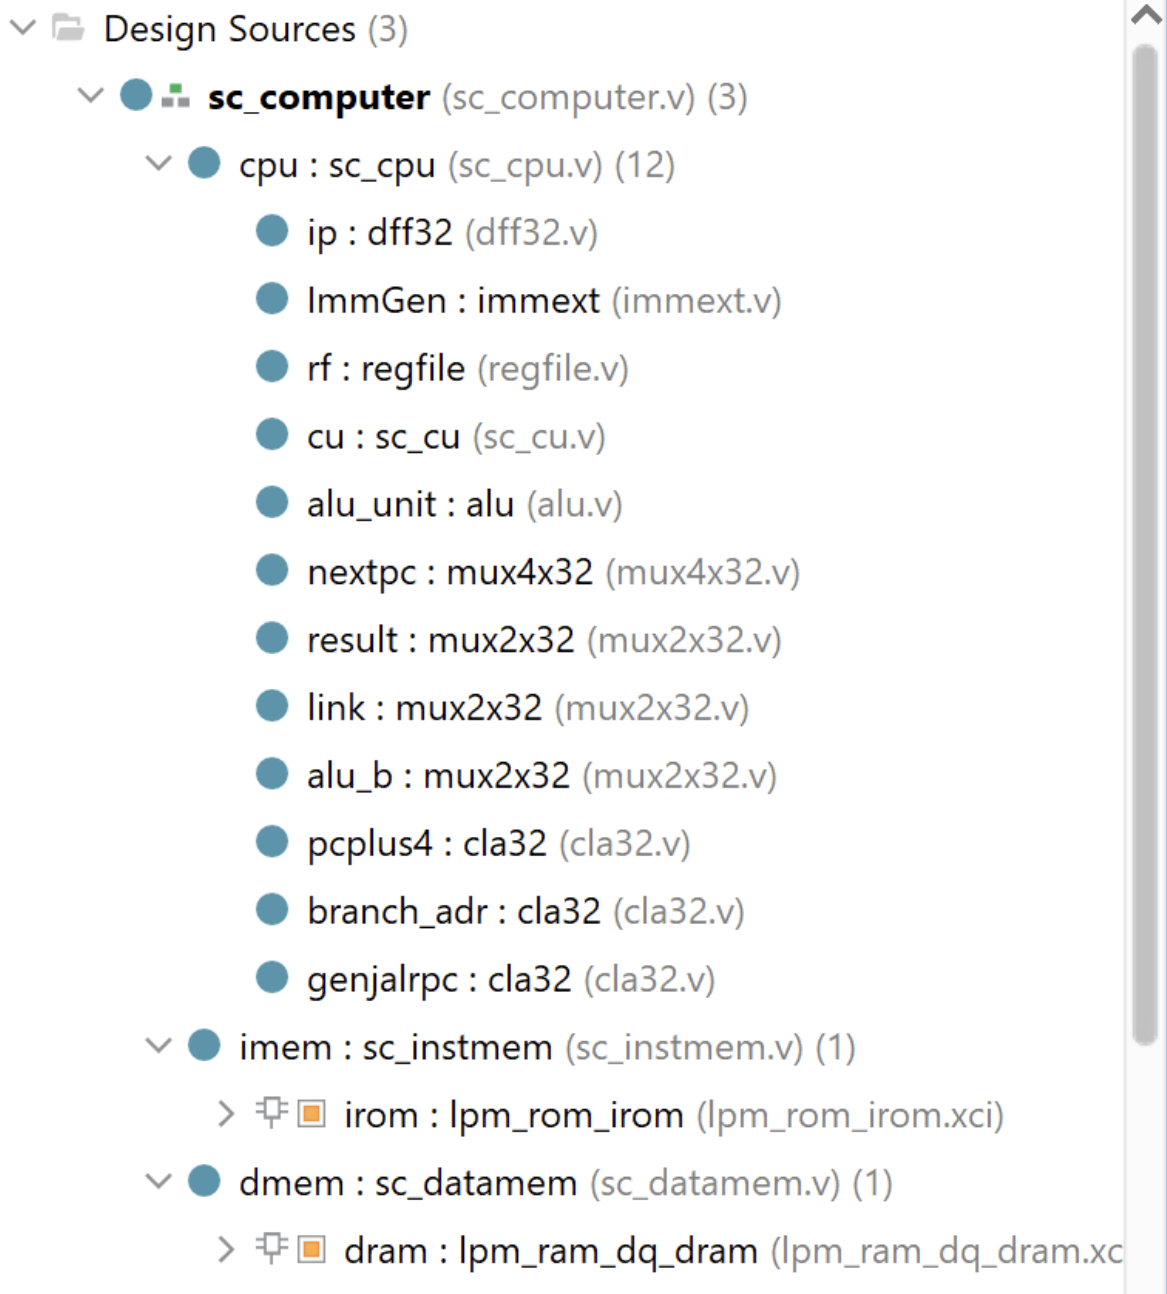 Design Sources (3)
sc_computer (sc_computer.v) (3)
cpu : sc_cpu (sc_cpu.v) (12)
ip : dff32 (dff32.v)
ImmGen : immext (immext.v)
rf : regfile (regfile.v)
cu : sc_cu (sc_cu.v)
alu_unit : alu (alu.v)
nextpc : mux4x32 (mux4x32.v)
result : mux2x32 (mux2x32.v)
link : mux2x32 (mux2x32.v)
alu_b : mux2x32 (mux2x32.v)
pcplus4 : cla32 (cla32.v)
branch_adr : cla32 (cla32.v)
genjalrpc : cla32 (cla32.v)
imem : sc_instmem (sc_instmem.v) (1)
irom : lpm_rom_irom (lpm_rom_irom.xci)
dmem : sc_datamem (sc_datamem.v) (1)
dram : lpm_ram_dq_dram (lpm_ram_dq_dram.xc